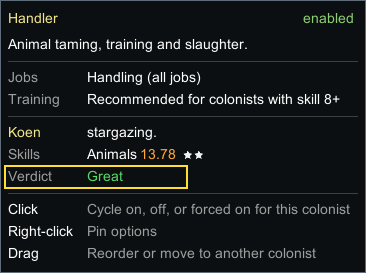 Handler enabled
Animal taming, training and slaughter.
Jobs Handling (all jobs)
Training Recommended for colonists with skill 8+
Koen stargazing.
Skills Animals 13.78 ★★
Verdict Great
Click Cycle on, off, or forced on for this colonist
Right-click Pin options
Drag Reorder or move to another colonist